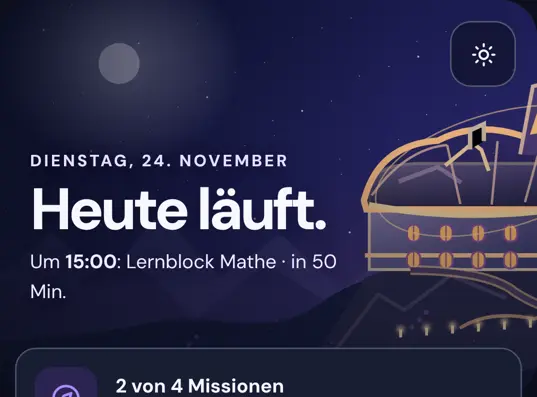 DIENSTAG, 24. NOVEMBER
Heute läuft.
Um 15:00: Lernblock Mathe · in 50
Min.
2 von 4 Missionen